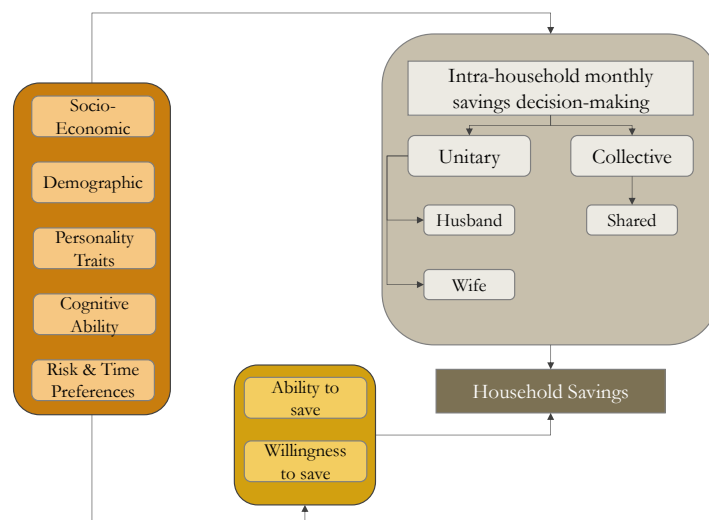 Socio-
Economic
Demographic
Personality
Traits
Cognitive
Ability
Risk & Time
Preferences
Intra-household monthly
savings decision-making
Unitary
Collective
Husband
Shared
Wife
Ability to
save
Willingness
to save
Household Savings